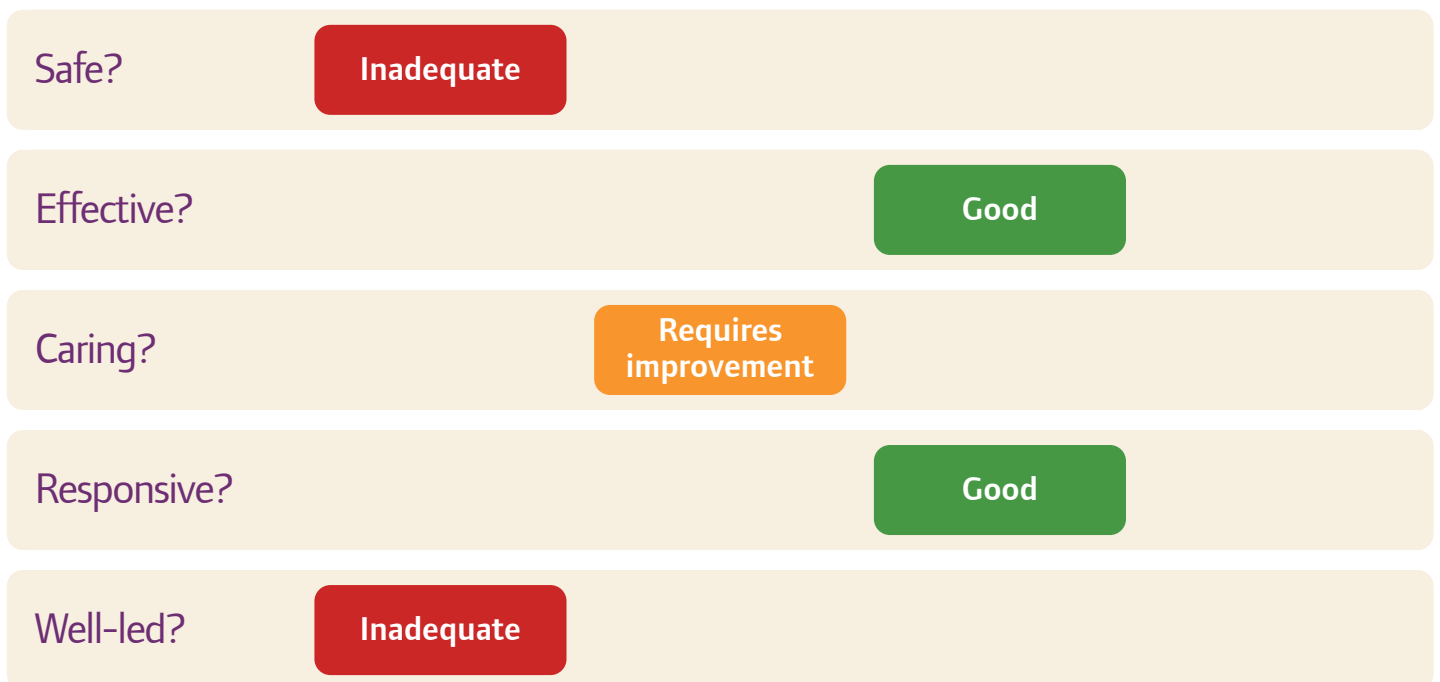 Safe?
Inadequate
Effective?
Good
Caring?
Requires
improvement
Responsive?
Good
Well-led?
Inadequate